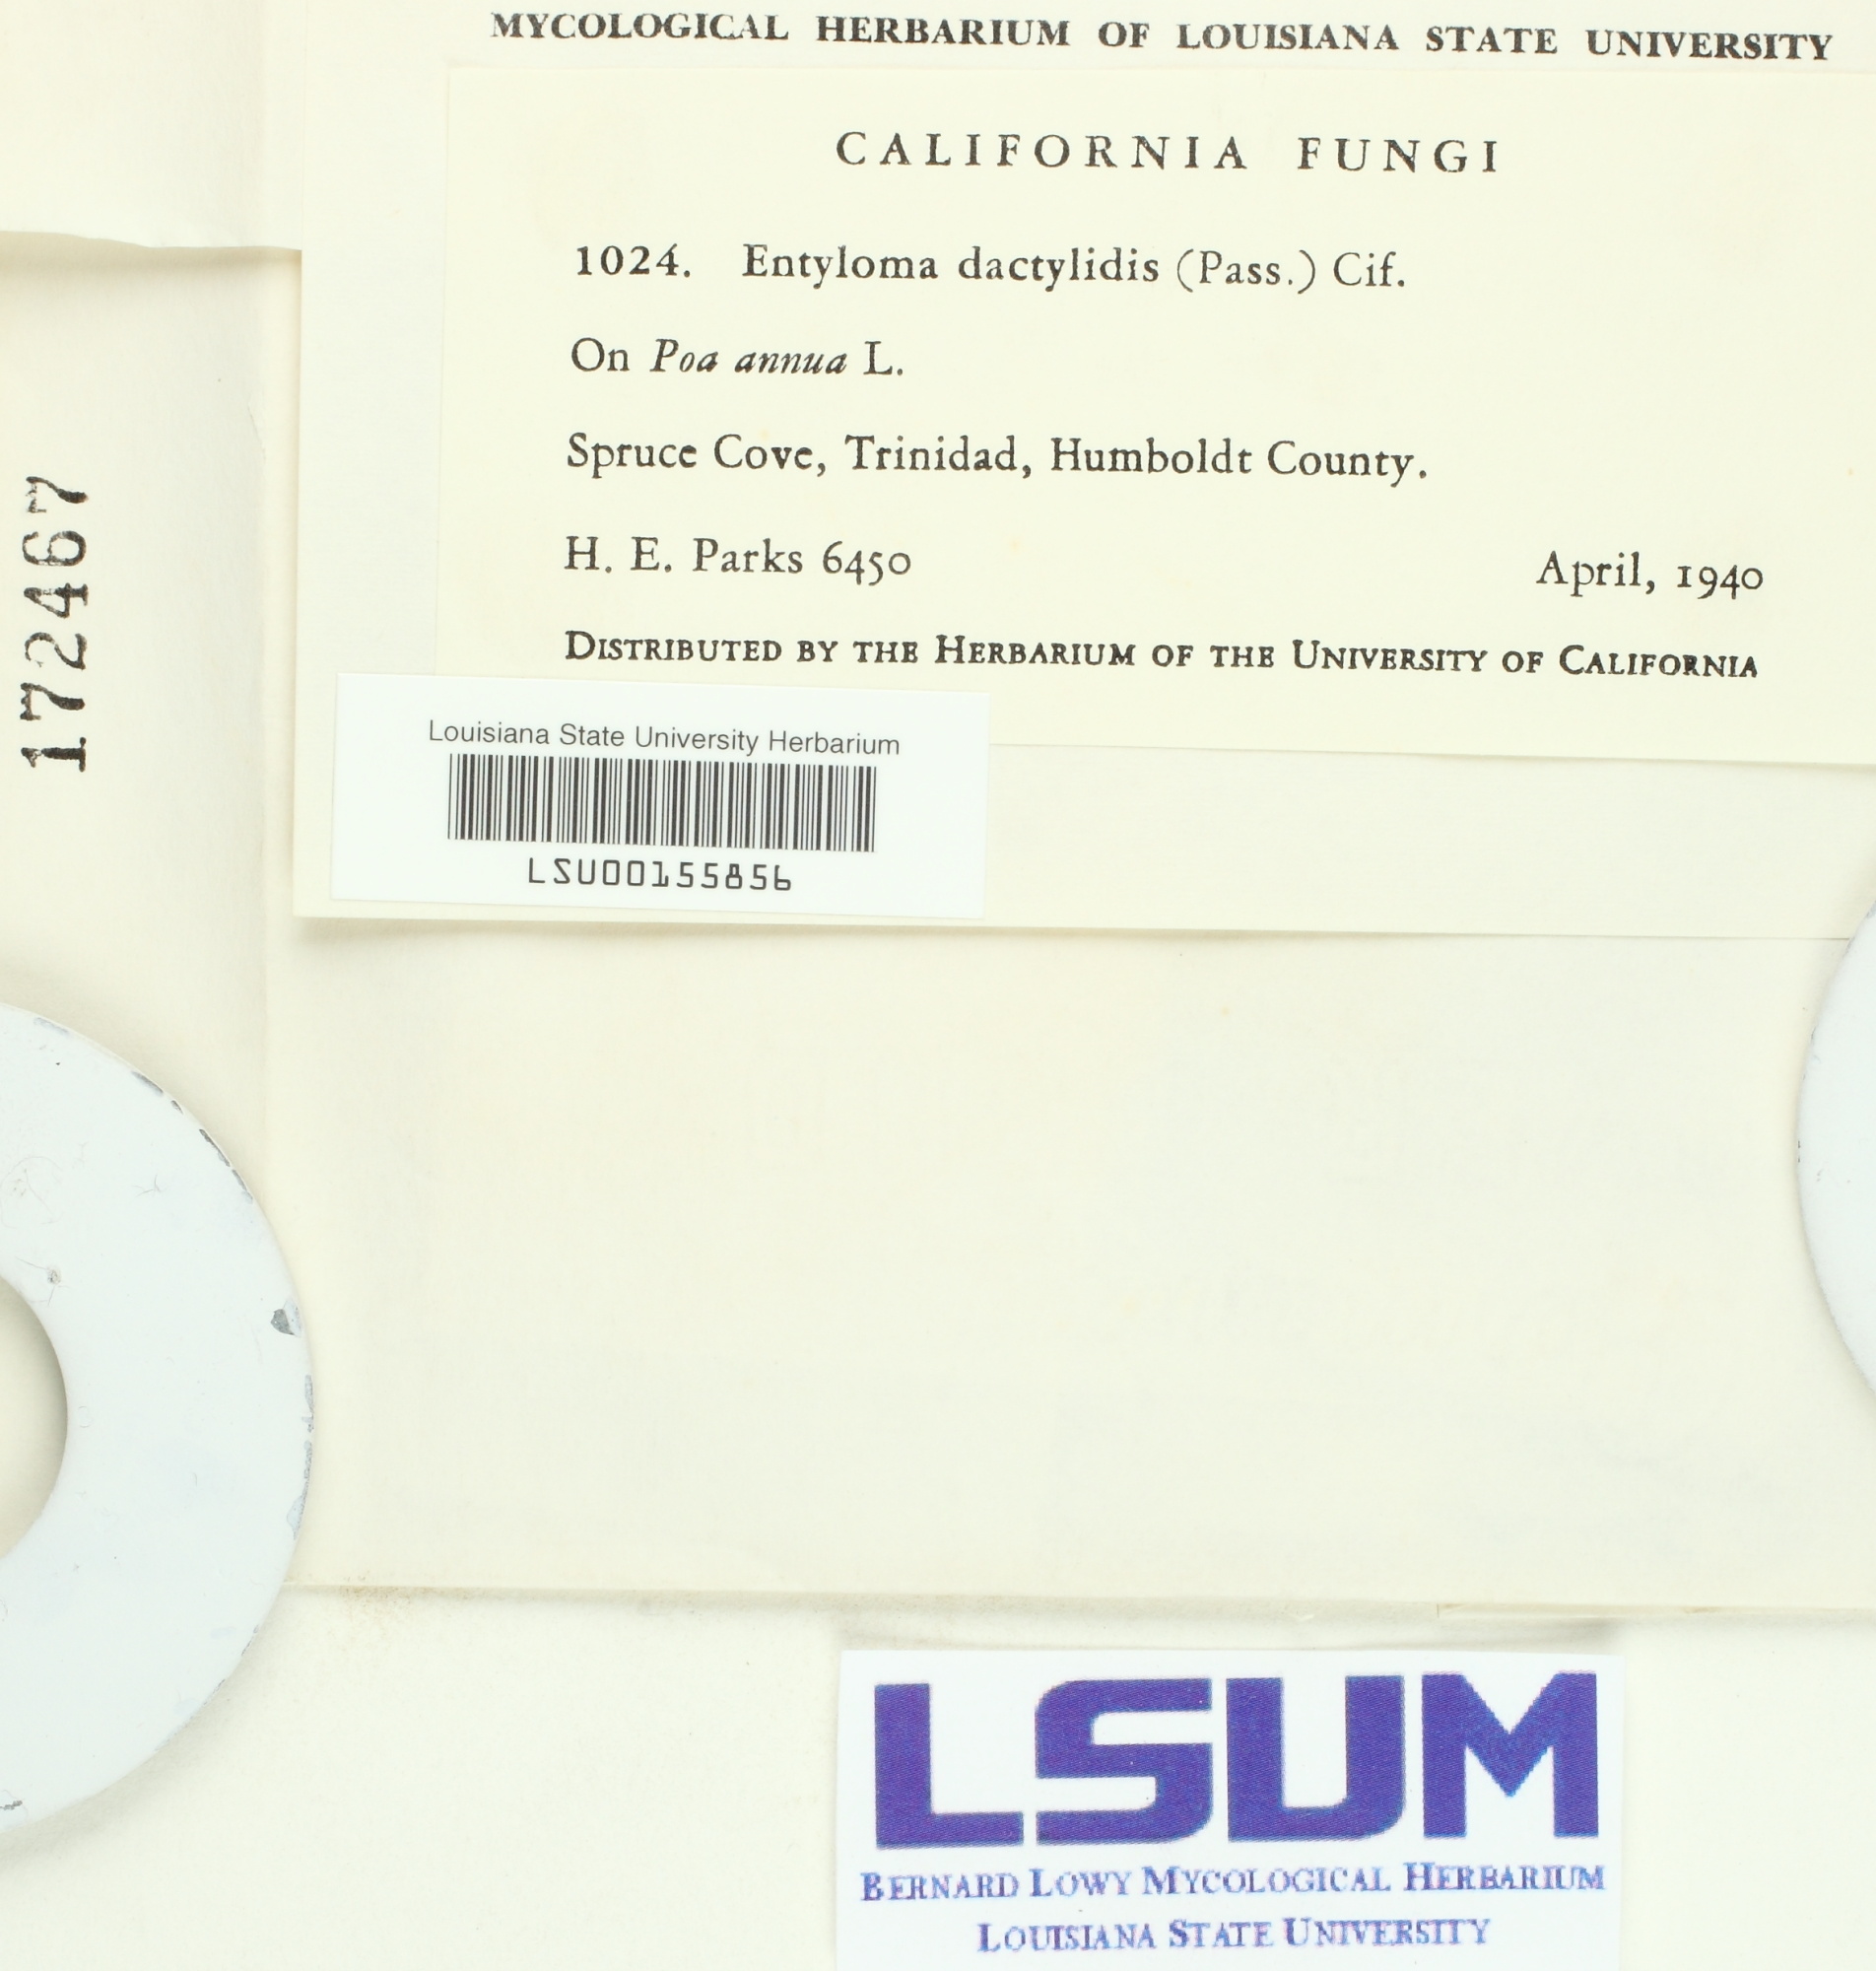 MYCOLOGICAL HERBARIUM OF LOUISIANA STATE UNIVERSITY
CALIFORNIA FUNGI
1024. Entyloma dactylidis (Pass.) Cif.
On Poa annua L.
Spruce Cove, Trinidad, Humboldt County.
H. E. Parks 6450 April, 1940
DISTRIBUTED BY THE HERBARIUM OF THE UNIVERSITY OF CALIFORNIA
172467
Louisiana State University Herbarium
LSU00155856
LSUM
BERNARD LOWY MYCOLOGICAL HERBARIUM
LOUISIANA STATE UNIVERSITY